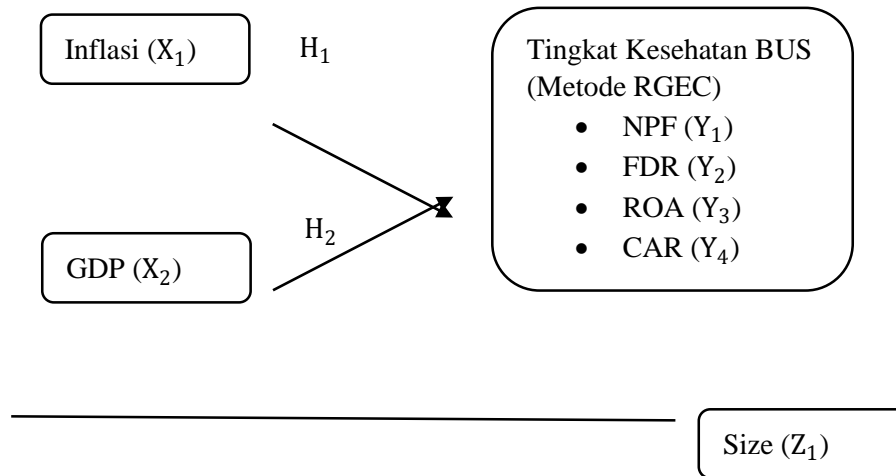 Inflasi (X₁)
H₁
Tingkat Kesehatan BUS
(Metode RGEC)
• NPF (Y₁)
• FDR (Y₂)
• ROA (Y₃)
• CAR (Y₄)
H₂
GDP (X₂)
Size (Z₁)